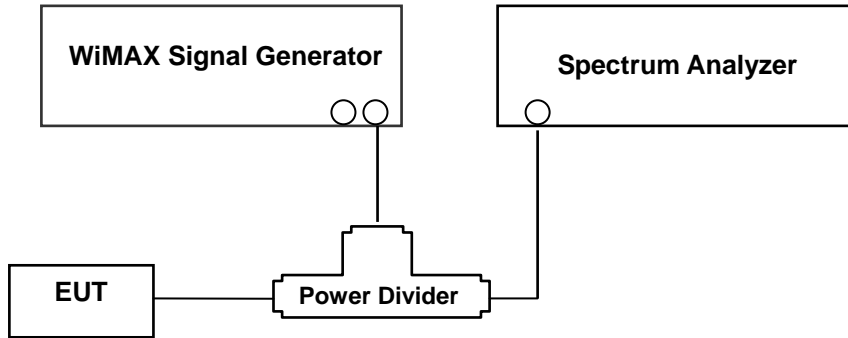 WiMAX Signal Generator
Spectrum Analyzer
EUT
Power Divider